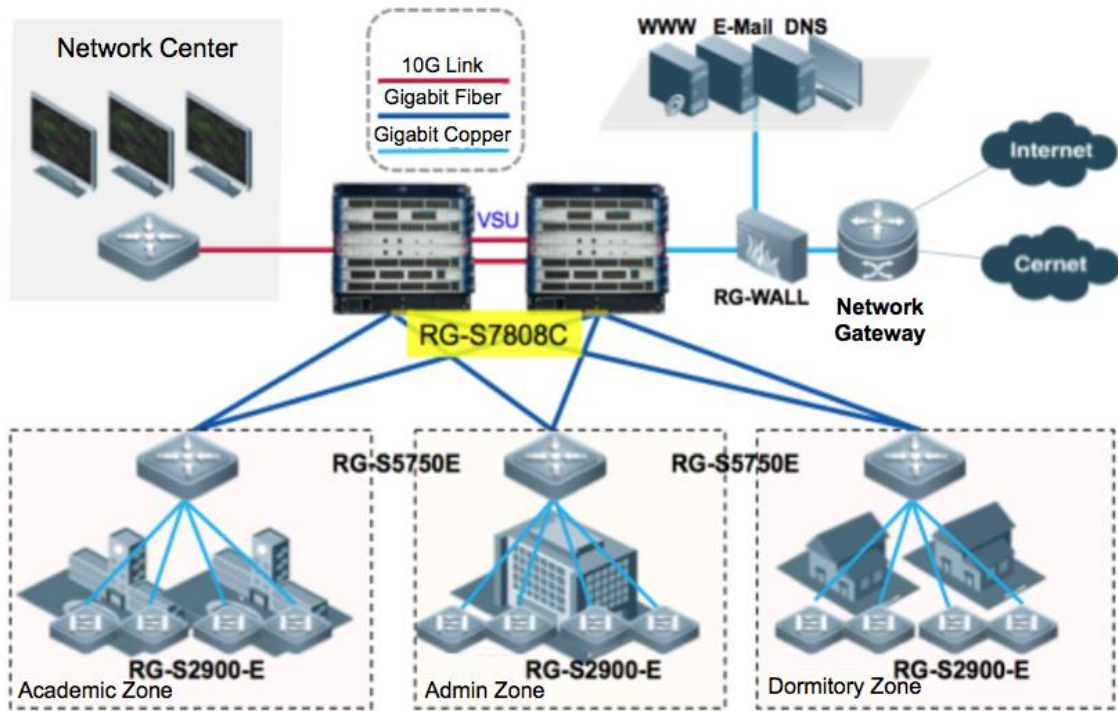 Network Center
10G Link
Gigabit Fiber
Gigabit Copper
WWW E-Mail DNS
Internet
VSU
Cernet
RG-WALL
Network
Gateway
RG-S7808C
RG-S5750E
RG-S5750E
RG-S2900-E
RG-S2900-E
RG-S2900-E
Academic Zone
Admin Zone
Dormitory Zone